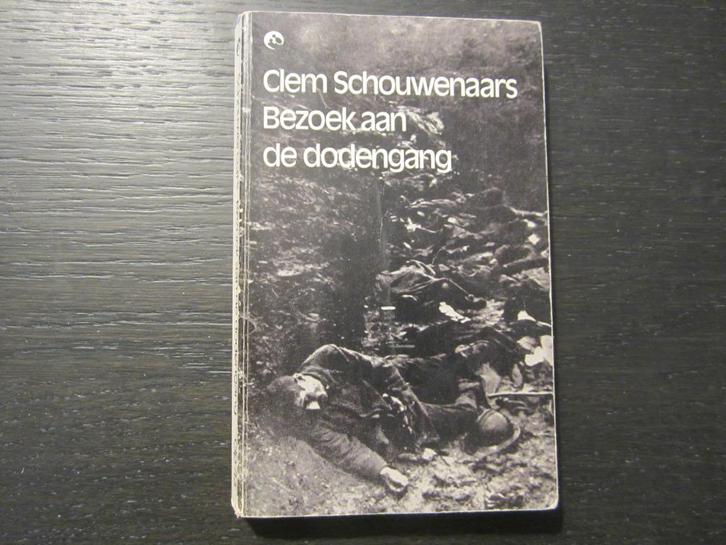 Clem Schouwenaars
Bezoek aan
de dodengang